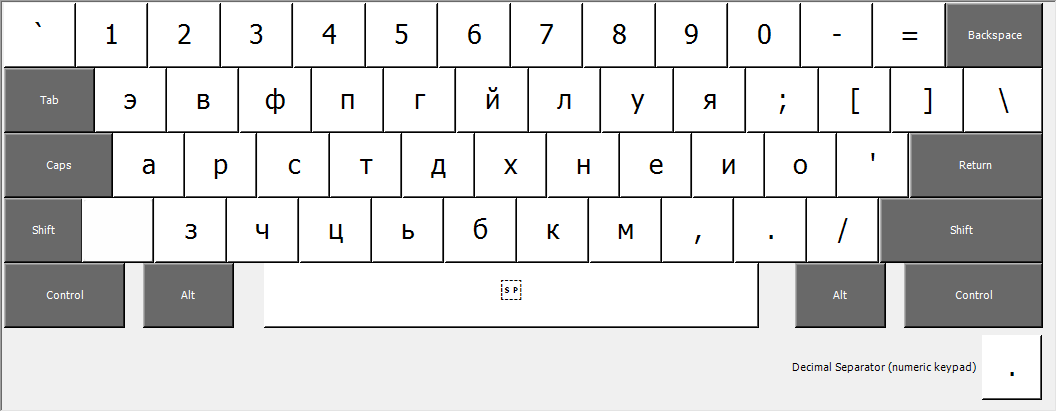 ` 1 2 3 4 5 6 7 8 9 0 - = Backspace
Tab э в ф п г й л у я ; [ ] \
Caps а р с т д х н е и о ' Return
Shift з ч ц ь б к м , . / Shift
Control Alt SP Alt Control
Decimal Separator (numeric keypad) .